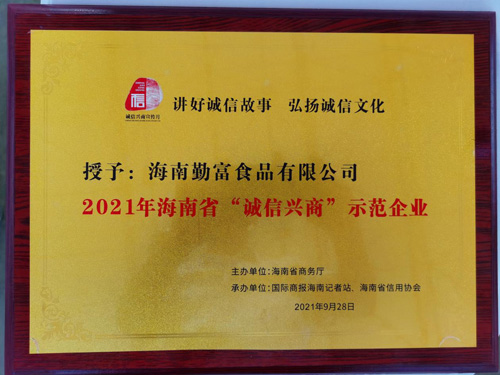 信
诚信兴商宣传月
讲好诚信故事 弘扬诚信文化
授予：海南勤富食品有限公司
2021年海南省“诚信兴商”示范企业
主办单位：海南省商务厅
承办单位：国际商报海南记者站、海南省信用协会
2021年9月28日